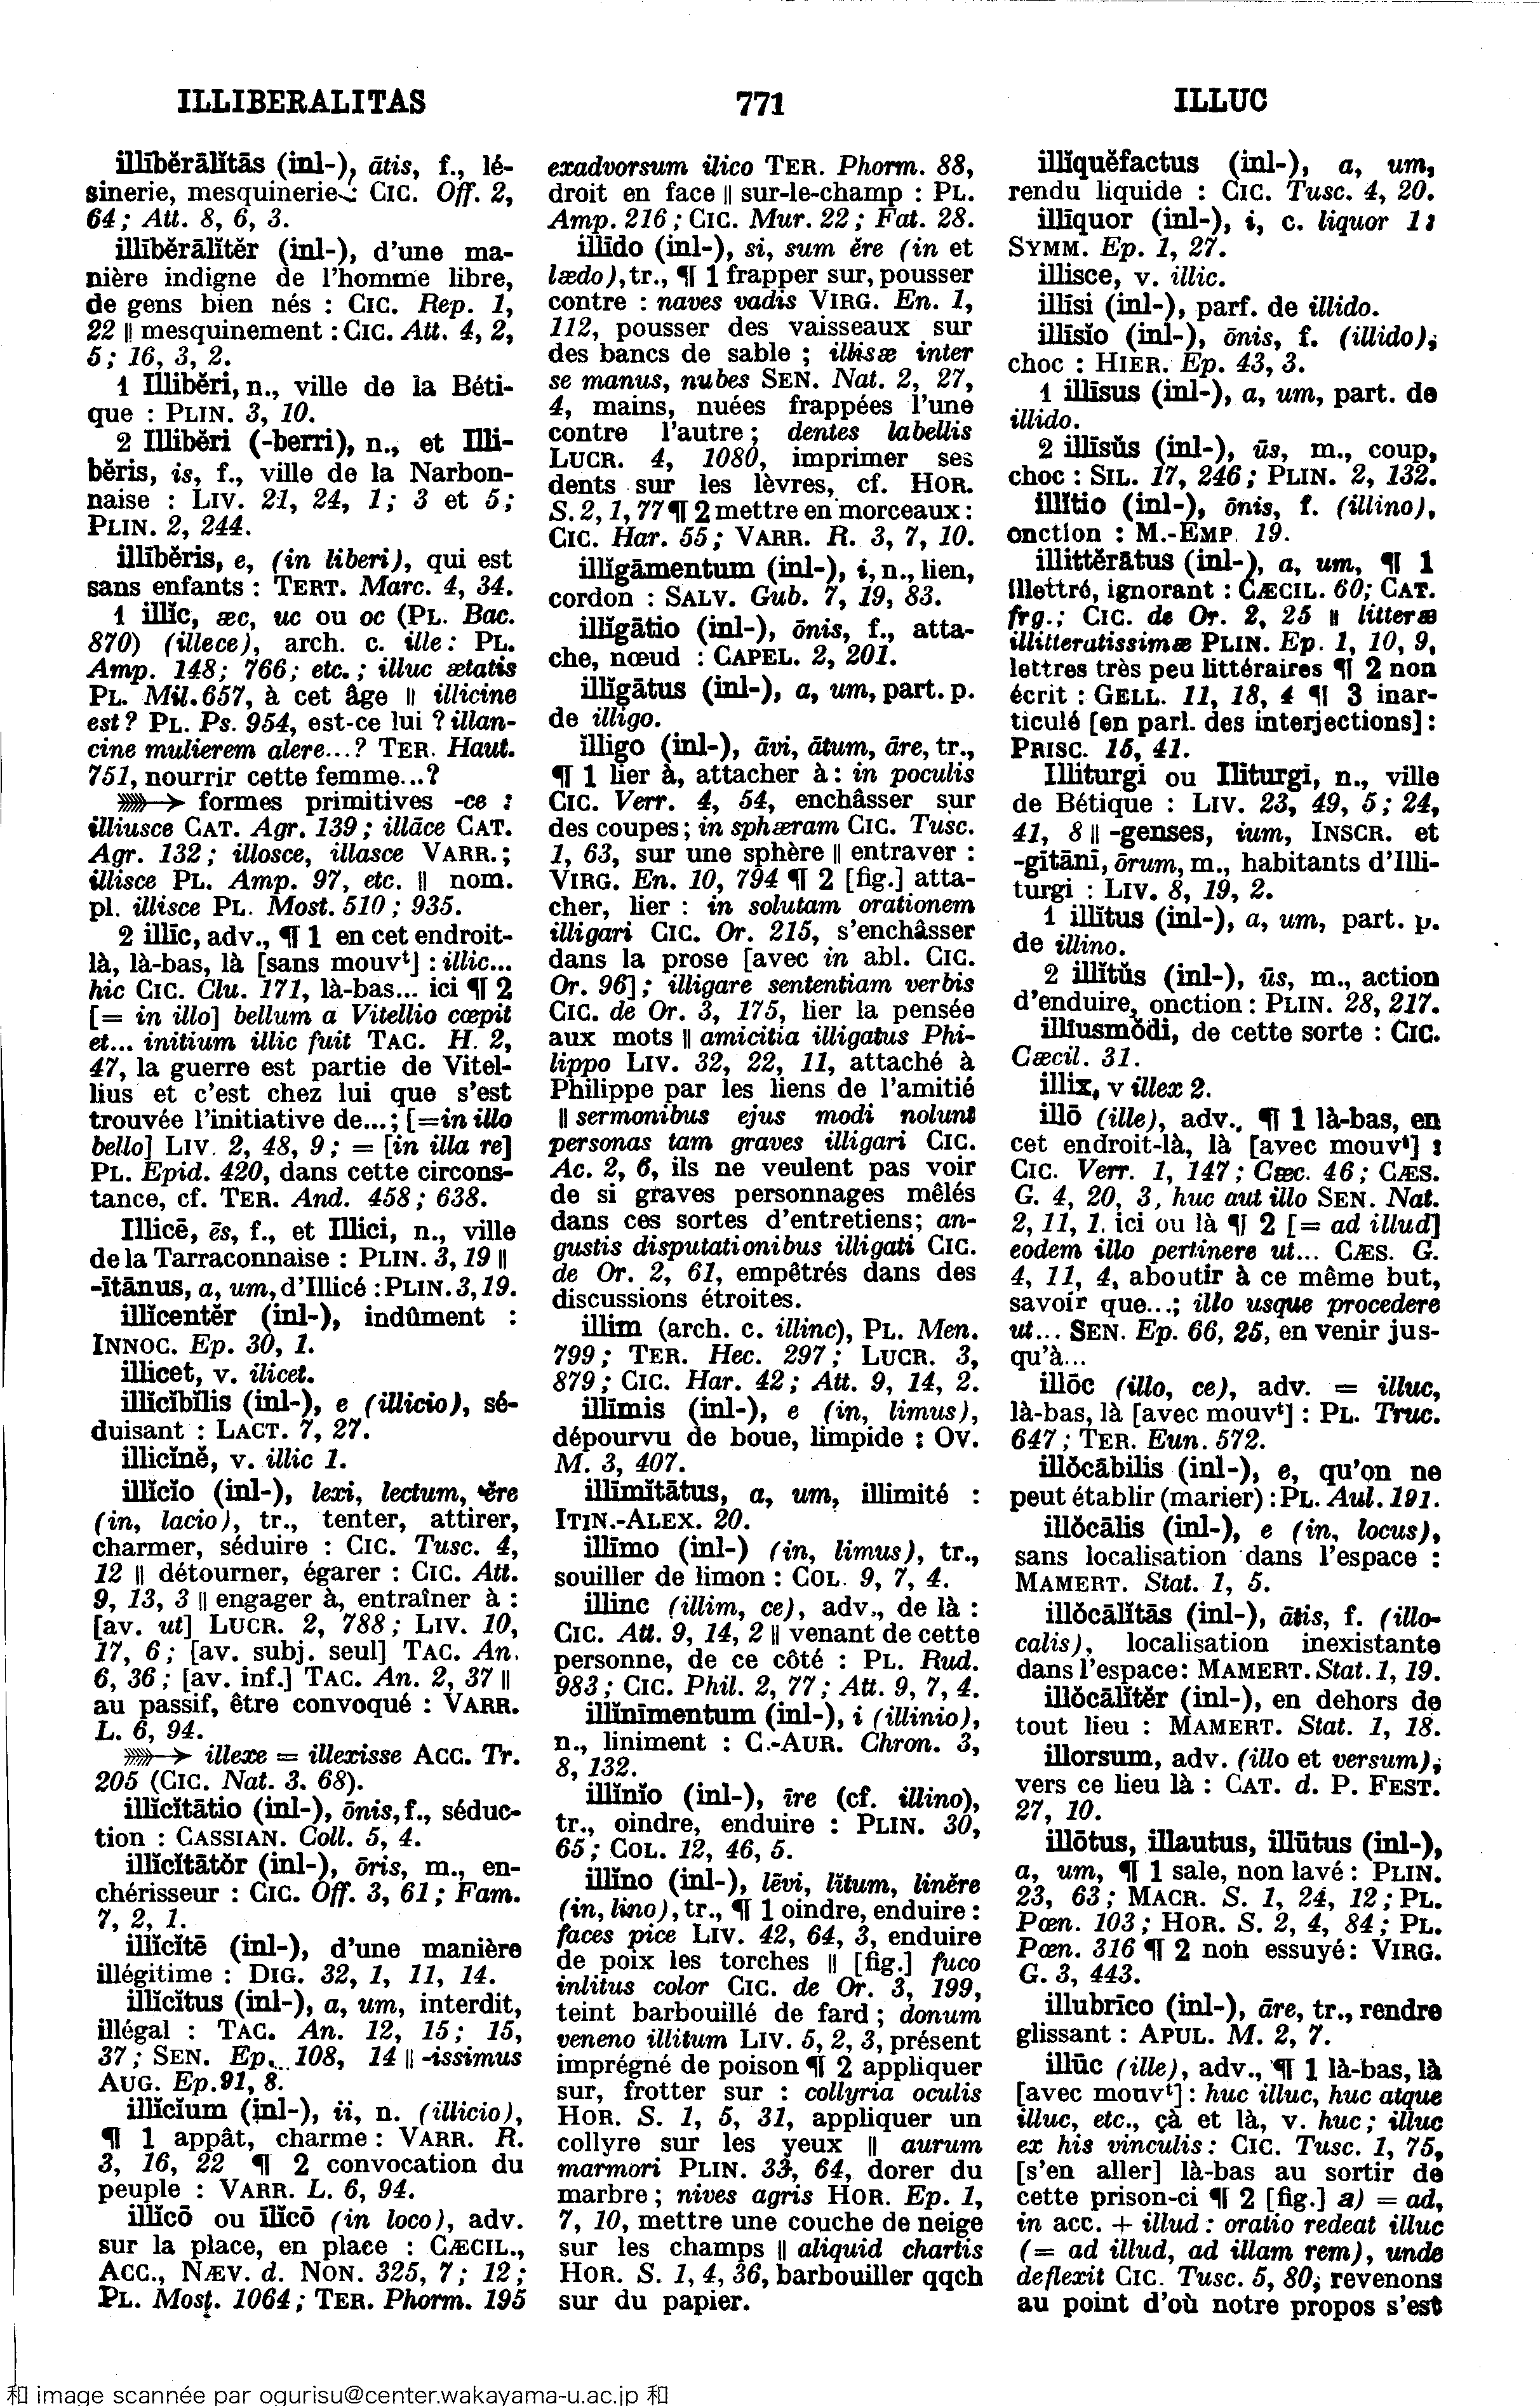 ILLIBERALITAS
771
ILLUC
illībĕrālĭtās (inl-), ātis, f., lé-
sinerie, mesquinerie : CIC. Off. 2,
64; Att. 8, 6, 3.
illībĕrālĭtĕr (inl-), d'une ma-
nière indigne de l'homme libre,
de gens bien nés : CIC. Rep. 1,
22 || mesquinement : CIC. Att. 4, 2,
5; 16, 3, 2.
1 Illibĕri, n., ville de la Béti-
que : PLIN. 3, 10.
2 Illibĕri (-berri), n., et Illi-
bĕris, is, f., ville de la Narbon-
naise : LIV. 21, 24, 1; 3 et 5;
PLIN. 2, 244.
illībĕris, e, (in liberi), qui est
sans enfants : TERT. Marc. 4, 34.
1 illĭc, æc, uc ou oc (PL. Bac.
870) (illece), arch. c. ille : PL.
Amp. 148; 766; etc. ; illuc ætatis
PL. Mil. 657, à cet âge || illicine
est? PL. Ps. 954, est-ce lui ? illan-
cine mulierem alere...? TER. Haut.
751, nourrir cette femme...?
➳ formes primitives -ce :
illiusce CAT. Agr. 139 ; illāce CAT.
Agr. 132 ; illosce, illasce VARR. ;
illisce PL. Amp. 97, etc. || nom.
pl. illisce PL. Most. 510 ; 935.
2 illīc, adv., ¶ 1 en cet endroit-
là, là-bas, là [sans mouvᵗ] : illic...
hic CIC. Clu. 171, là-bas... ici ¶ 2
[= in illo] bellum a Vitellio cœpit
et... initium illic fuit TAC. H. 2,
47, la guerre est partie de Vitel-
lius et c'est chez lui que s'est
trouvée l'initiative de... ; [=in illo
bello] LIV. 2, 48, 9 ; = [in illa re]
PL. Epid. 420, dans cette circons-
tance, cf. TER. And. 458 ; 638.
Illicē, ēs, f., et Illici, n., ville
de la Tarraconnaise : PLIN. 3, 19 ||
-ītānus, a, um, d'Illicé : PLIN. 3, 19.
illĭcentĕr (inl-), indûment :
INNOC. Ep. 30, 1.
illicet, v. ilicet.
illĭcĭbĭlis (inl-), e (illicio), sé-
duisant : LACT. 7, 27.
illicĭnĕ, v. illic 1.
illĭcĭo (inl-), lexi, lectum, ĕre
(in, lacio), tr., tenter, attirer,
charmer, séduire : CIC. Tusc. 4,
12 || détourner, égarer : CIC. Att.
9, 13, 3 || engager à, entraîner à :
[av. ut] LUCR. 2, 788 ; LIV. 10,
17, 6 ; [av. subj. seul] TAC. An.
6, 36 ; [av. inf.] TAC. An. 2, 37 ||
au passif, être convoqué : VARR.
L. 6, 94.
➳ illexe = illexisse ACC. Tr.
205 (CIC. Nat. 3. 68).
illĭcĭtātio (inl-), ōnis, f., séduc-
tion : CASSIAN. Coll. 5, 4.
illĭcĭtātŏr (inl-), ōris, m., en-
chérisseur : CIC. Off. 3, 61 ; Fam.
7, 2, 1.
illĭcĭtē (inl-), d'une manière
illégitime : DIG. 32, 1, 11, 14.
illĭcĭtus (inl-), a, um, interdit,
illégal : TAC. An. 12, 15; 15,
37 ; SEN. Ep. 108, 14 || -issimus
AUG. Ep. 91, 8.
illĭcĭum (inl-), ii, n. (illicio),
¶ 1 appât, charme : VARR. R.
3, 16, 22 ¶ 2 convocation du
peuple : VARR. L. 6, 94.
illĭcō ou īlĭcō (in loco), adv.
sur la place, en place : CÆCIL.,
ACC., NÆV. d. NON. 325, 7; 12 ;
PL. Most. 1064 ; TER. Phorm. 195
exadvorsum ilico TER. Phorm. 88,
droit en face || sur-le-champ : PL.
Amp. 216 ; CIC. Mur. 22 ; Fat. 28.
illīdo (inl-), si, sum ĕre (in et
lædo), tr., ¶ 1 frapper sur, pousser
contre : naves vadis VIRG. En. 1,
112, pousser des vaisseaux sur
des bancs de sable ; illisæ inter
se manus, nubes SEN. Nat. 2, 27,
4, mains, nuées frappées l'une
contre l'autre ; dentes labellis
LUCR. 4, 1080, imprimer ses
dents sur les lèvres, cf. HOR.
S. 2, 1, 77 ¶ 2 mettre en morceaux :
CIC. Har. 55 ; VARR. R. 3, 7, 10.
illĭgāmentum (inl-), i, n., lien,
cordon : SALV. Gub. 7, 19, 83.
illĭgātio (inl-), ōnis, f., atta-
che, nœud : CAPEL. 2, 201.
illĭgātus (inl-), a, um, part. p.
de illigo.
illĭgo (inl-), āvi, ātum, āre, tr.,
¶ 1 lier à, attacher à : in poculis
CIC. Verr. 4, 54, enchâsser sur
des coupes ; in sphæram CIC. Tusc.
1, 63, sur une sphère || entraver :
VIRG. En. 10, 794 ¶ 2 [fig.] atta-
cher, lier : in solutam orationem
illigari CIC. Or. 215, s'enchâsser
dans la prose [avec in abl. CIC.
Or. 96] ; illigare sententiam verbis
CIC. de Or. 3, 175, lier la pensée
aux mots || amicitia illigatus Phi-
lippo LIV. 32, 22, 11, attaché à
Philippe par les liens de l'amitié
|| sermonibus ejus modi nolunt
personas tam graves illigari CIC.
Ac. 2, 6, ils ne veulent pas voir
de si graves personnages mêlés
dans ces sortes d'entretiens ; an-
gustis disputationibus illigati CIC.
de Or. 2, 61, empêtrés dans des
discussions étroites.
illim (arch. c. illinc), PL. Men.
799 ; TER. Hec. 297 ; LUCR. 3,
879 ; CIC. Har. 42 ; Att. 9, 14, 2.
illīmis (inl-), e (in, limus),
dépourvu de boue, limpide : OV.
M. 3, 407.
illīmĭtātus, a, um, illimité :
ITIN.-ALEX. 20.
illīmo (inl-) (in, limus), tr.,
souiller de limon : COL. 9, 7, 4.
illinc (illim, ce), adv., de là :
CIC. Att. 9, 14, 2 || venant de cette
personne, de ce côté : PL. Rud.
983 ; CIC. Phil. 2, 77 ; Att. 9, 7, 4.
illĭnīmentum (inl-), i (illinio),
n., liniment : C.-AUR. Chron. 3,
8, 132.
illĭnĭo (inl-), īre (cf. illino),
tr., oindre, enduire : PLIN. 30,
65 ; COL. 12, 46, 5.
illĭno (inl-), lēvi, lĭtum, linĕre
(in, lino), tr., ¶ 1 oindre, enduire :
faces pice LIV. 42, 64, 3, enduire
de poix les torches || [fig.] fuco
inlitus color CIC. de Or. 3, 199,
teint barbouillé de fard ; donum
veneno illitum LIV. 5, 2, 3, présent
imprégné de poison ¶ 2 appliquer
sur, frotter sur : collyria oculis
HOR. S. 1, 5, 31, appliquer un
collyre sur les yeux || aurum
marmori PLIN. 33, 64, dorer du
marbre ; nives agris HOR. Ep. 1,
7, 10, mettre une couche de neige
sur les champs || aliquid chartis
HOR. S. 1, 4, 36, barbouiller qqch
sur du papier.
illĭquĕfactus (inl-), a, um,
rendu liquide : CIC. Tusc. 4, 20.
illīquor (inl-), i, c. liquor 1 :
SYMM. Ep. 1, 27.
illisce, v. illic.
illīsi (inl-), parf. de illido.
illīsĭo (inl-), ōnis, f. (illido),
choc : HIER. Ep. 43, 3.
1 illīsus (inl-), a, um, part. de
illido.
2 illīsŭs (inl-), ūs, m., coup,
choc : SIL. 17, 246 ; PLIN. 2, 132.
illĭtio (inl-), ōnis, f. (illino),
onction : M.-EMP. 19.
illittĕrātus (inl-), a, um, ¶ 1
illettré, ignorant : CÆCIL. 60; CAT.
frg.; CIC. de Or. 2, 25 || litteræ
illitteratissimæ PLIN. Ep. 1, 10, 9,
lettres très peu littéraires ¶ 2 non
écrit : GELL. 11, 18, 4 ¶ 3 inar-
ticulé [en parl. des interjections] :
PRISC. 15, 41.
Illiturgi ou Iliturgi, n., ville
de Bétique : LIV. 23, 49, 5 ; 24,
41, 8 || -genses, ium, INSCR. et
-gītāni, ōrum, m., habitants d'Illi-
turgi : LIV. 8, 19, 2.
1 illĭtus (inl-), a, um, part. p.
de illino.
2 illĭtŭs (inl-), ūs, m., action
d'enduire, onction : PLIN. 28, 217.
illīusmŏdi, de cette sorte : CIC.
Cæcil. 31.
illix, v illex 2.
illō (ille), adv., ¶ 1 là-bas, en
cet endroit-là, là [avec mouvᵗ] :
CIC. Verr. 1, 147 ; Cæc. 46 ; CÆS.
G. 4, 20, 3, huc aut illo SEN. Nat.
2, 11, 1. ici ou là ¶ 2 [= ad illud]
eodem illo pertinere ut... CÆS. G.
4, 11, 4, aboutir à ce même but,
savoir que...; illo usque procedere
ut... SEN. Ep. 66, 25, en venir jus-
qu'à...
illōc (illo, ce), adv. = illuc,
là-bas, là [avec mouvᵗ] : PL. Truc.
647 ; TER. Eun. 572.
illŏcābilis (inl-), e, qu'on ne
peut établir (marier) : PL. Aul. 191.
illŏcālis (inl-), e (in, locus),
sans localisation dans l'espace :
MAMERT. Stat. 1, 5.
illŏcālĭtās (inl-), ātis, f. (illo-
calis), localisation inexistante
dans l'espace : MAMERT. Stat. 1, 19.
illŏcālĭtĕr (inl-), en dehors de
tout lieu : MAMERT. Stat. 1, 18.
illorsum, adv. (illo et versum),
vers ce lieu là : CAT. d. P. FEST.
27, 10.
illōtus, illautus, illūtus (inl-),
a, um, ¶ 1 sale, non lavé : PLIN.
23, 63 ; MACR. S. 1, 24, 12 ; PL.
Pœn. 103 ; HOR. S. 2, 4, 84 ; PL.
Pœn. 316 ¶ 2 non essuyé : VIRG.
G. 3, 443.
illubrīco (inl-), āre, tr., rendre
glissant : APUL. M. 2, 7.
illūc (ille), adv., ¶ 1 là-bas, là
[avec mouvᵗ] : huc illuc, huc atque
illuc, etc., çà et là, v. huc ; illuc
ex his vinculis : CIC. Tusc. 1, 75,
[s'en aller] là-bas au sortir de
cette prison-ci ¶ 2 [fig.] a) = ad,
in acc. + illud : oratio redeat illuc
(= ad illud, ad illam rem), unde
deflexit CIC. Tusc. 5, 80, revenons
au point d'où notre propos s'est
和 image scannée par ogurisu@center.wakayama-u.ac.jp 和